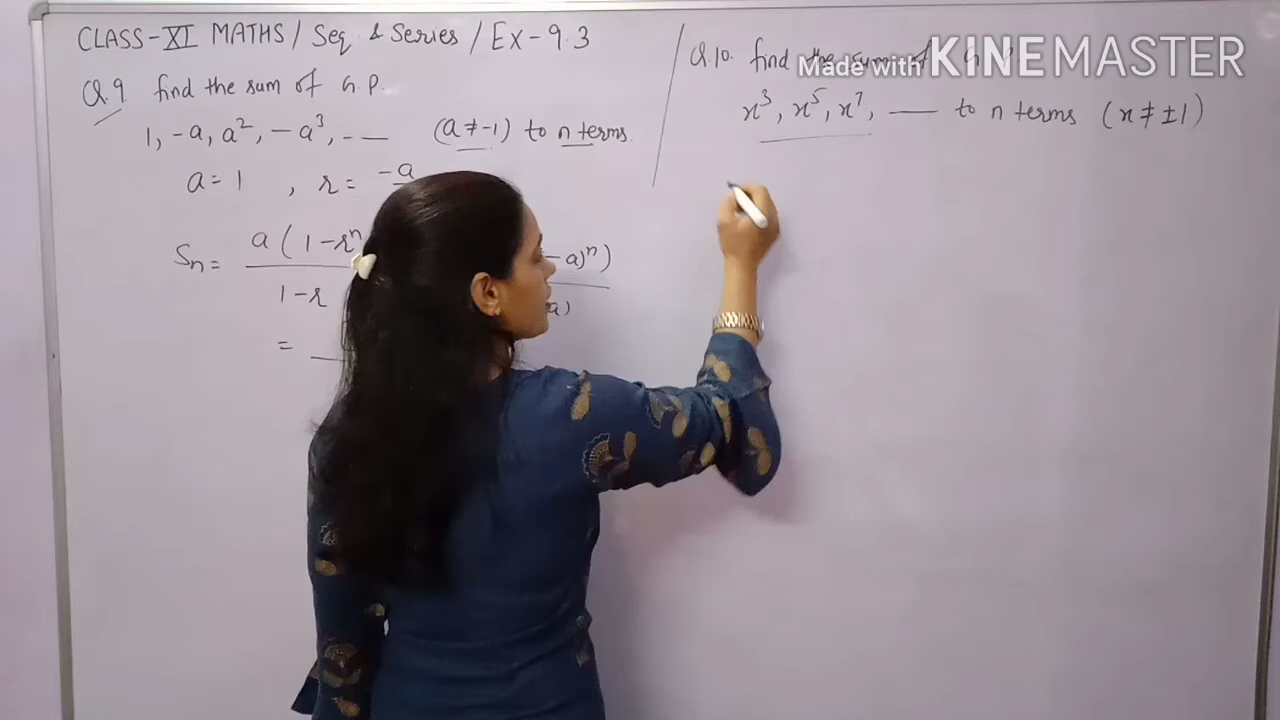 CLASS-XI MATHS / Seq & Series / Ex-9.3
Q.9 find the sum of G.P.
1, -a, a², -a³, - — (a ≠ -1) to n terms.
a = 1 , r = -a
Sₙ = a(1-rⁿ -a)ⁿ)
1-r a)
=
Q.10. find the sum of G.P.
x³, x⁵, x⁷, —— to n terms (x ≠ ±1)
Made with KINEMASTER